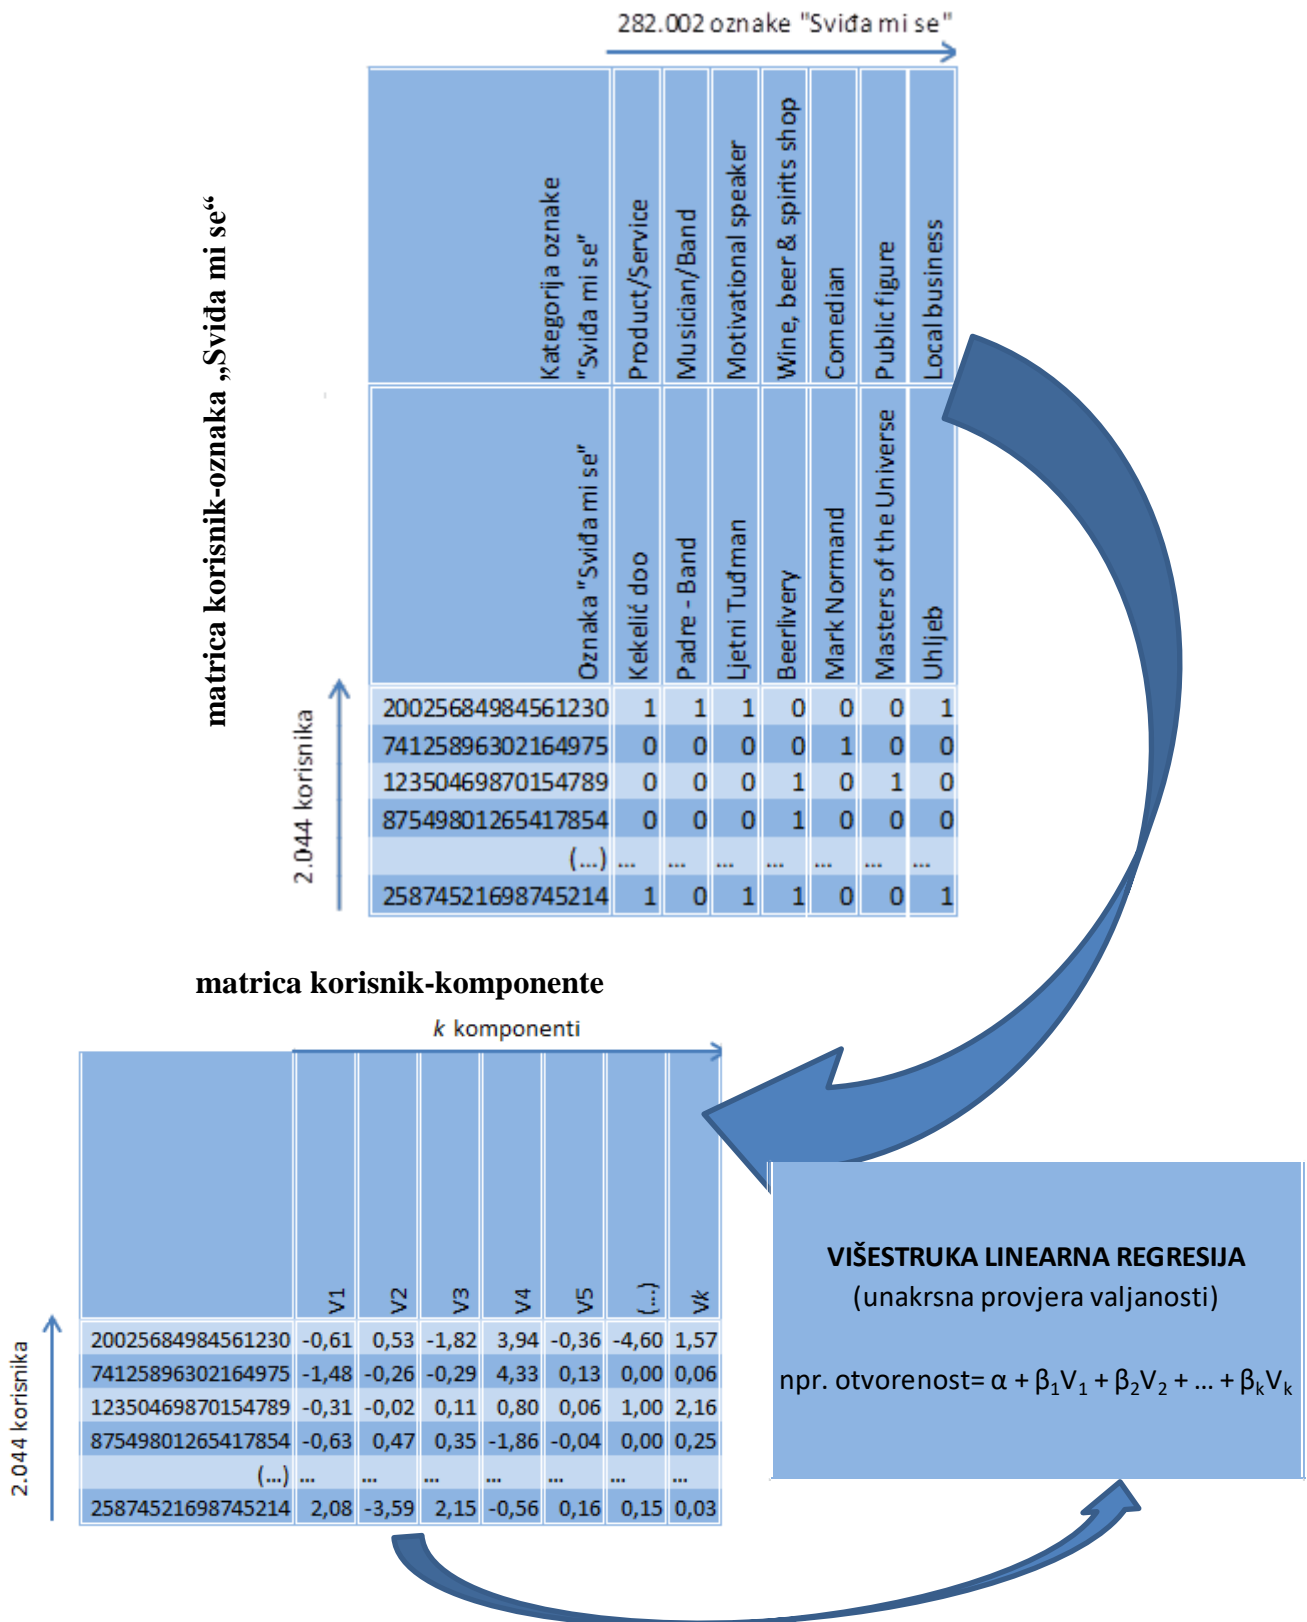 282.002 oznake "Sviđa mi se"
matrica korisnik-oznaka „Sviđa mi se“
Kategorija oznake
"Sviđa mi se"
Product/Service
Musician/Band
Motivational speaker
Wine, beer & spirits shop
Comedian
Public figure
Local business
Oznaka "Sviđa mi se"
Kekelić doo
Padre - Band
Ljetni Tuđman
Beerlivery
Mark Normand
Masters of the Universe
Uhljeb
2.044 korisnika
20025684984561230 1 1 1 0 0 0 1
74125896302164975 0 0 0 0 1 0 0
12350469870154789 0 0 0 1 0 1 0
87549801265417854 0 0 0 1 0 0 0
(...) ... ... ... ... ... ... ...
25874521698745214 1 0 1 1 0 0 1
matrica korisnik-komponente
k komponenti
V1 V2 V3 V4 V5 (...) Vk
2.044 korisnika
20025684984561230 -0,61 0,53 -1,82 3,94 -0,36 -4,60 1,57
74125896302164975 -1,48 -0,26 -0,29 4,33 0,13 0,00 0,06
12350469870154789 -0,31 -0,02 0,11 0,80 0,06 1,00 2,16
87549801265417854 -0,63 0,47 0,35 -1,86 -0,04 0,00 0,25
(...) ... ... ... ... ... ... ...
25874521698745214 2,08 -3,59 2,15 -0,56 0,16 0,15 0,03
VIŠESTRUKA LINEARNA REGRESIJA
(unakrsna provjera valjanosti)
npr. otvorenost= α + β₁V₁ + β₂V₂ + ... + βₖVₖ